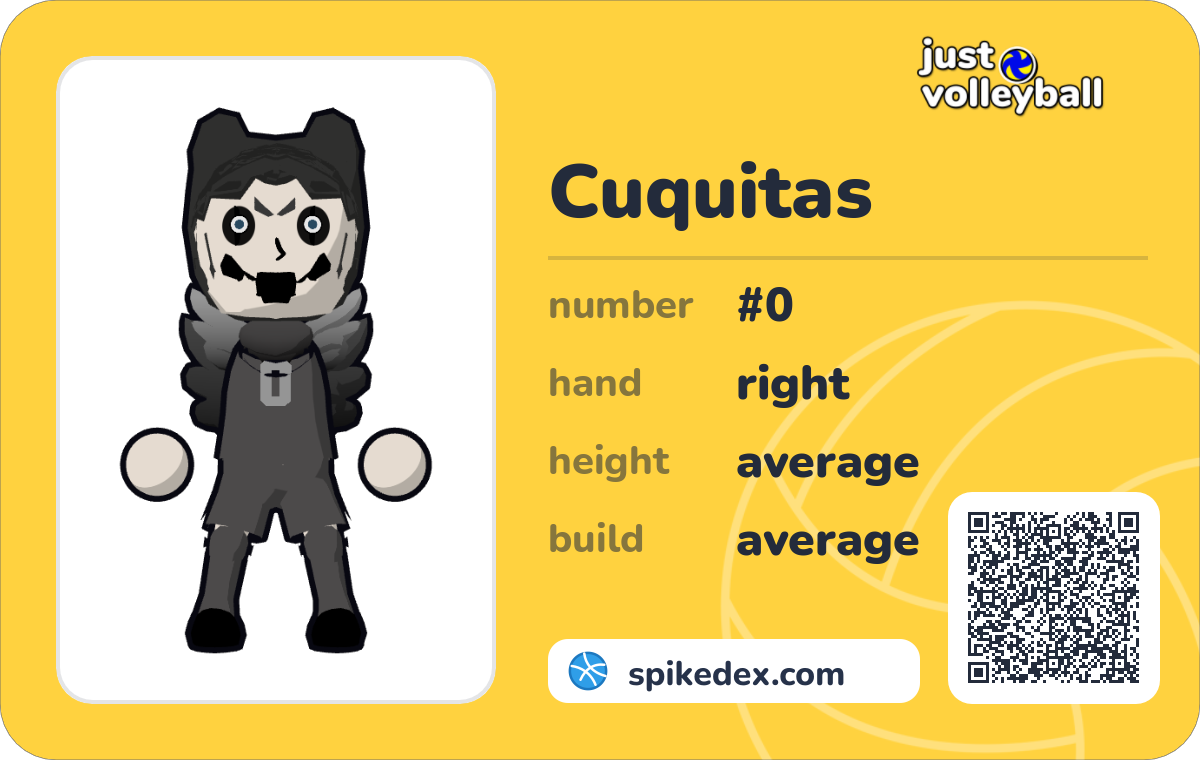 just
volleyball
Cuquitas
number #0
hand right
height average
build average
spikedex.com